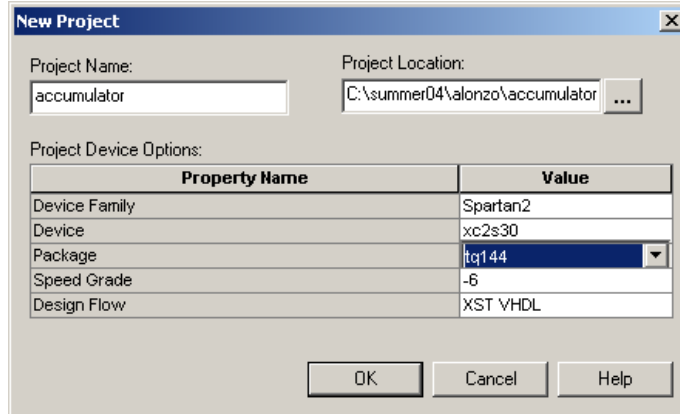 New Project
Project Name:
Project Location:
accumulator
C:\summer04\alonzo\accumulator
...
Project Device Options:
Property Name
Value
Device Family
Spartan2
Device
xc2s30
Package
tq144
Speed Grade
-6
Design Flow
XST VHDL
OK
Cancel
Help